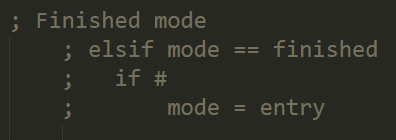 ; Finished mode
; elsif mode == finished
;   if #
;       mode = entry